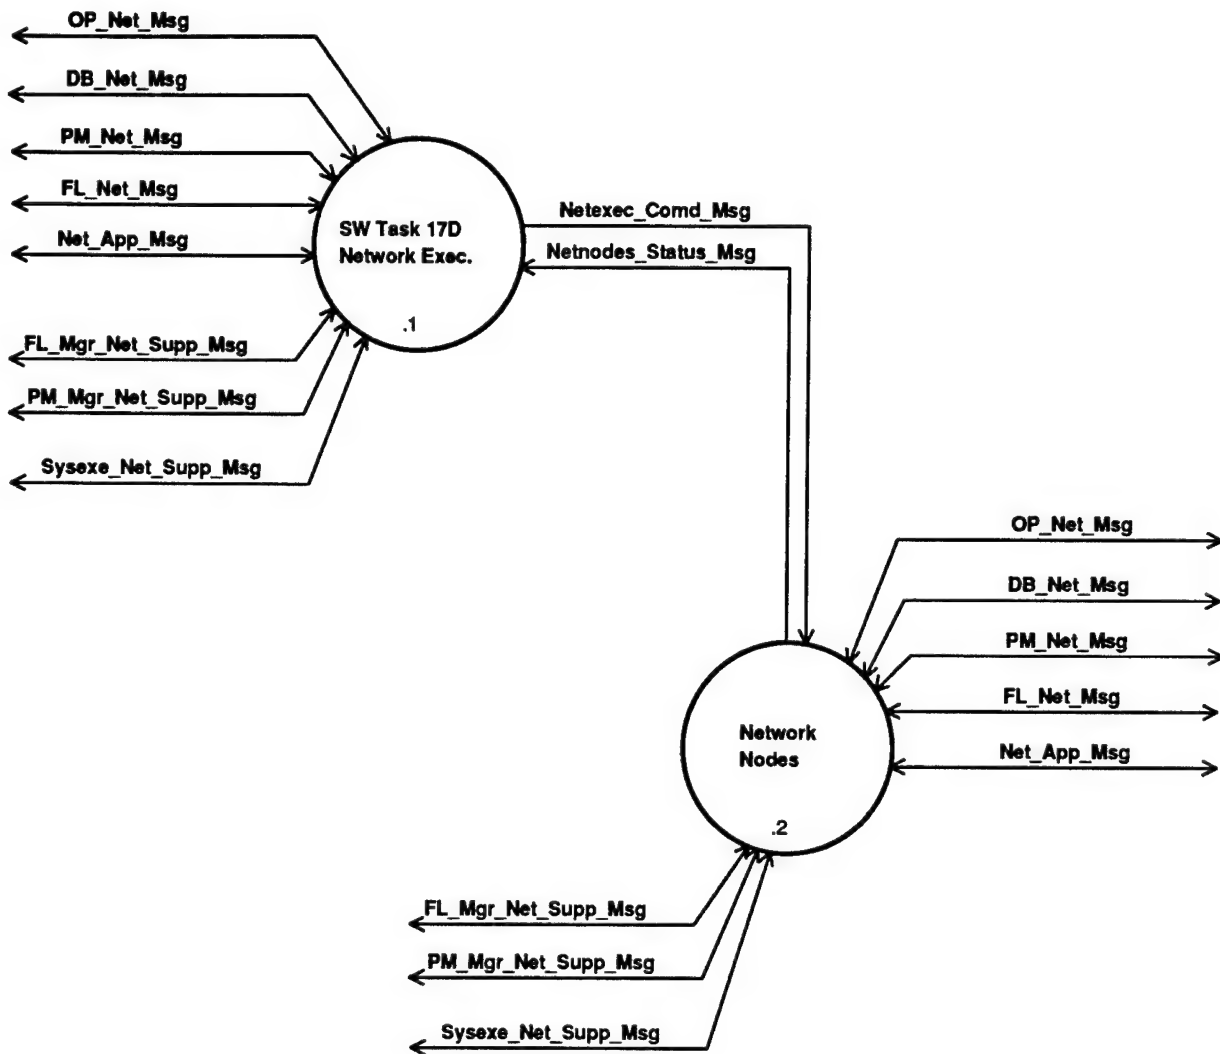 OP_Net_Msg
DB_Net_Msg
PM_Net_Msg
FL_Net_Msg
Net_App_Msg
FL_Mgr_Net_Supp_Msg
PM_Mgr_Net_Supp_Msg
Sysexe_Net_Supp_Msg
SW Task 17D
Network Exec.
.1
Netexec_Comd_Msg
Netnodes_Status_Msg
OP_Net_Msg
DB_Net_Msg
PM_Net_Msg
FL_Net_Msg
Net_App_Msg
Network
Nodes
.2
FL_Mgr_Net_Supp_Msg
PM_Mgr_Net_Supp_Msg
Sysexe_Net_Supp_Msg